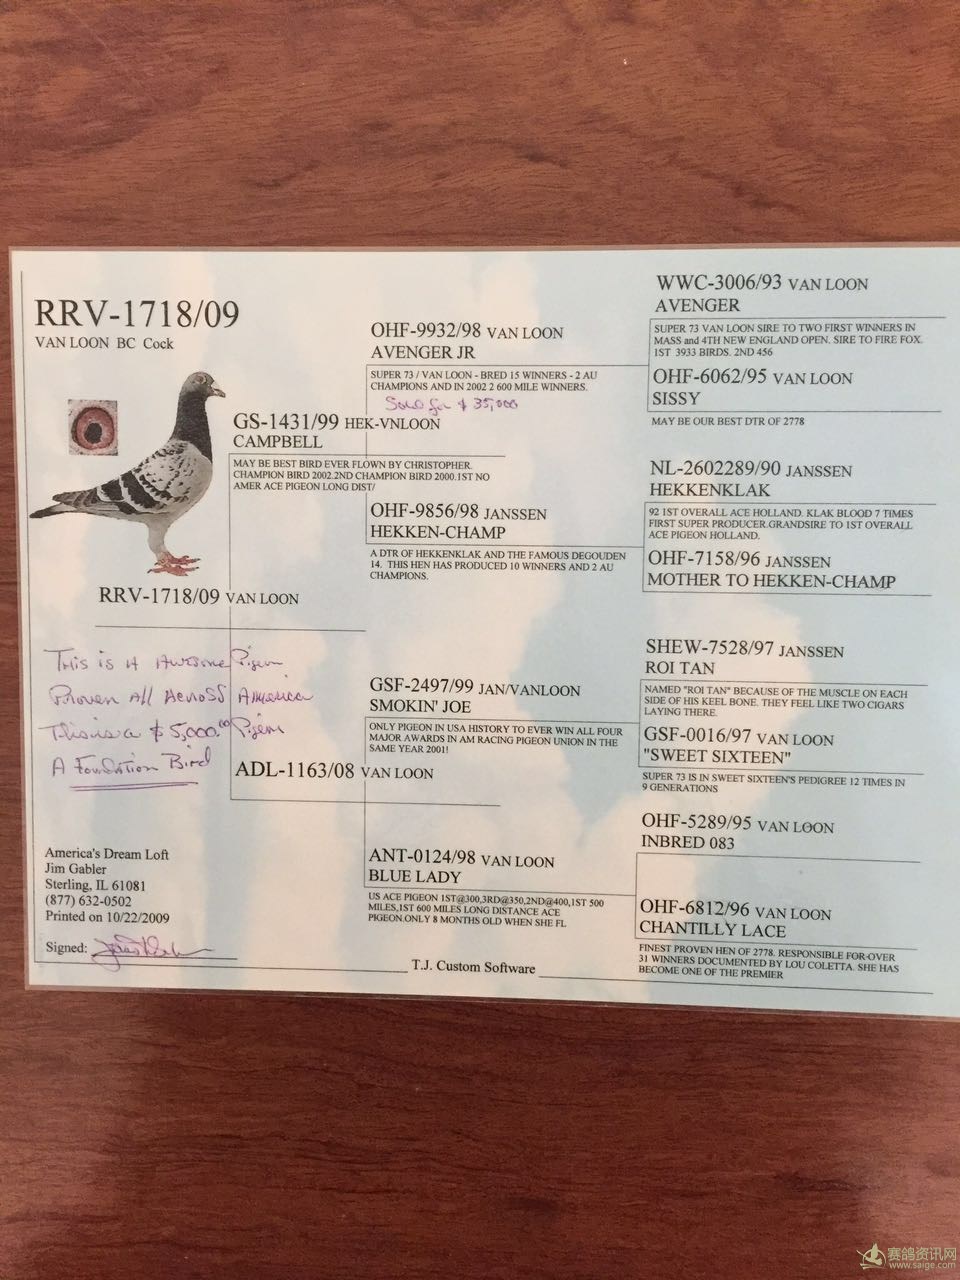 RRV-1718/09
VAN LOON BC Cock
RRV-1718/09 VAN LOON
This is A Awesome Pigeon
Proven All Across America
This is a $5,000.00 Pigeon
A Foundation Bird
America's Dream Loft
Jim Gabler
Sterling, IL 61081
(877) 632-0502
Printed on 10/22/2009
Signed:
GS-1431/99 HEK-VNLOON
CAMPBELL
MAY BE BEST BIRD EVER FLOWN BY CHRISTOPHER.
CHAMPION BIRD 2002.2ND CHAMPION BIRD 2000.1ST NO
AMER ACE PIGEON LONG DIST/
ADL-1163/08 VAN LOON
OHF-9932/98 VAN LOON
AVENGER JR
SUPER 73 / VAN LOON - BRED 15 WINNERS - 2 AU
CHAMPIONS AND IN 2002 2 600 MILE WINNERS.
Sold for $35,000
OHF-9856/98 JANSSEN
HEKKEN-CHAMP
A DTR OF HEKKENKLAK AND THE FAMOUS DEGOUDEN
14. THIS HEN HAS PRODUCED 10 WINNERS AND 2 AU
CHAMPIONS.
GSF-2497/99 JAN/VANLOON
SMOKIN' JOE
ONLY PIGEON IN USA HISTORY TO EVER WIN ALL FOUR
MAJOR AWARDS IN AM RACING PIGEON UNION IN THE
SAME YEAR 2001!
ANT-0124/98 VAN LOON
BLUE LADY
US ACE PIGEON 1ST@300,3RD@350,2ND@400,1ST 500
MILES,1ST 600 MILES LONG DISTANCE ACE
PIGEON.ONLY 8 MONTHS OLD WHEN SHE FL
WWC-3006/93 VAN LOON
AVENGER
SUPER 73 VAN LOON SIRE TO TWO FIRST WINNERS IN
MASS and 4TH NEW ENGLAND OPEN. SIRE TO FIRE FOX.
1ST 3933 BIRDS. 2ND 456
OHF-6062/95 VAN LOON
SISSY
MAY BE OUR BEST DTR OF 2778
NL-2602289/90 JANSSEN
HEKKENKLAK
92 1ST OVERALL ACE HOLLAND. KLAK BLOOD 7 TIMES
FIRST SUPER PRODUCER.GRANDSIRE TO 1ST OVERALL
ACE PIGEON HOLLAND.
OHF-7158/96 JANSSEN
MOTHER TO HEKKEN-CHAMP
SHEW-7528/97 JANSSEN
ROI TAN
NAMED "ROI TAN" BECAUSE OF THE MUSCLE ON EACH
SIDE OF HIS KEEL BONE. THEY FEEL LIKE TWO CIGARS
LAYING THERE.
GSF-0016/97 VAN LOON
"SWEET SIXTEEN"
SUPER 73 IS IN SWEET SIXTEEN'S PEDIGREE 12 TIMES IN
9 GENERATIONS
OHF-5289/95 VAN LOON
INBRED 083
OHF-6812/96 VAN LOON
CHANTILLY LACE
FINEST PROVEN HEN OF 2778. RESPONSIBLE FOR OVER
31 WINNERS DOCUMENTED BY LOU COLETTA. SHE HAS
BECOME ONE OF THE PREMIER
T.J. Custom Software
赛鸽资讯网
www.saige.com